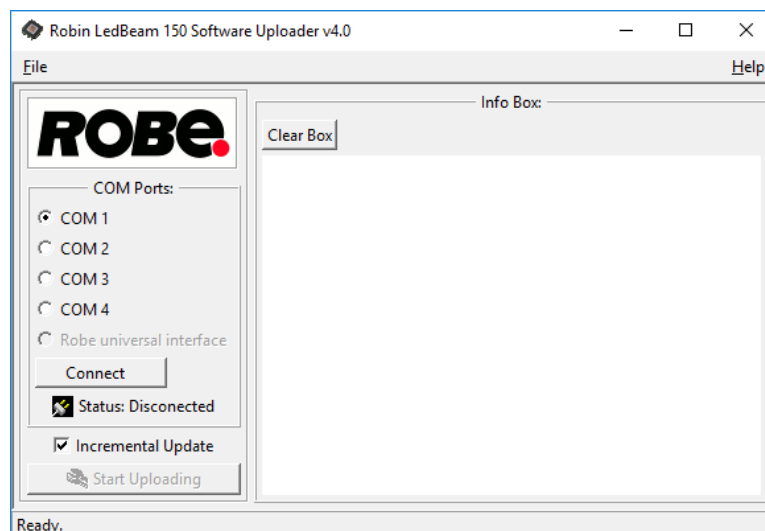 Robin LedBeam 150 Software Uploader v4.0
File
Help
ROBE.
COM Ports:
COM 1
COM 2
COM 3
COM 4
Robe universal interface
Connect
Status: Disconected
Incremental Update
Start Uploading
Info Box:
Clear Box
Ready.